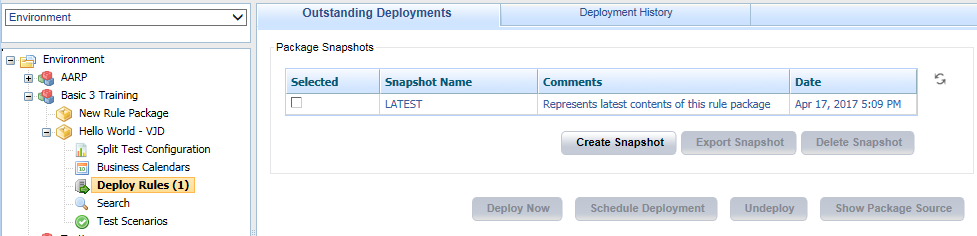 Environment
Environment
AARP
Basic 3 Training
New Rule Package
Hello World - VJD
Split Test Configuration
Business Calendars
Deploy Rules (1)
Search
Test Scenarios
Outstanding Deployments
Deployment History
Package Snapshots
Selected Snapshot Name Comments Date
LATEST Represents latest contents of this rule package Apr 17, 2017 5:09 PM
Create Snapshot Export Snapshot Delete Snapshot
Deploy Now Schedule Deployment Undeploy Show Package Source